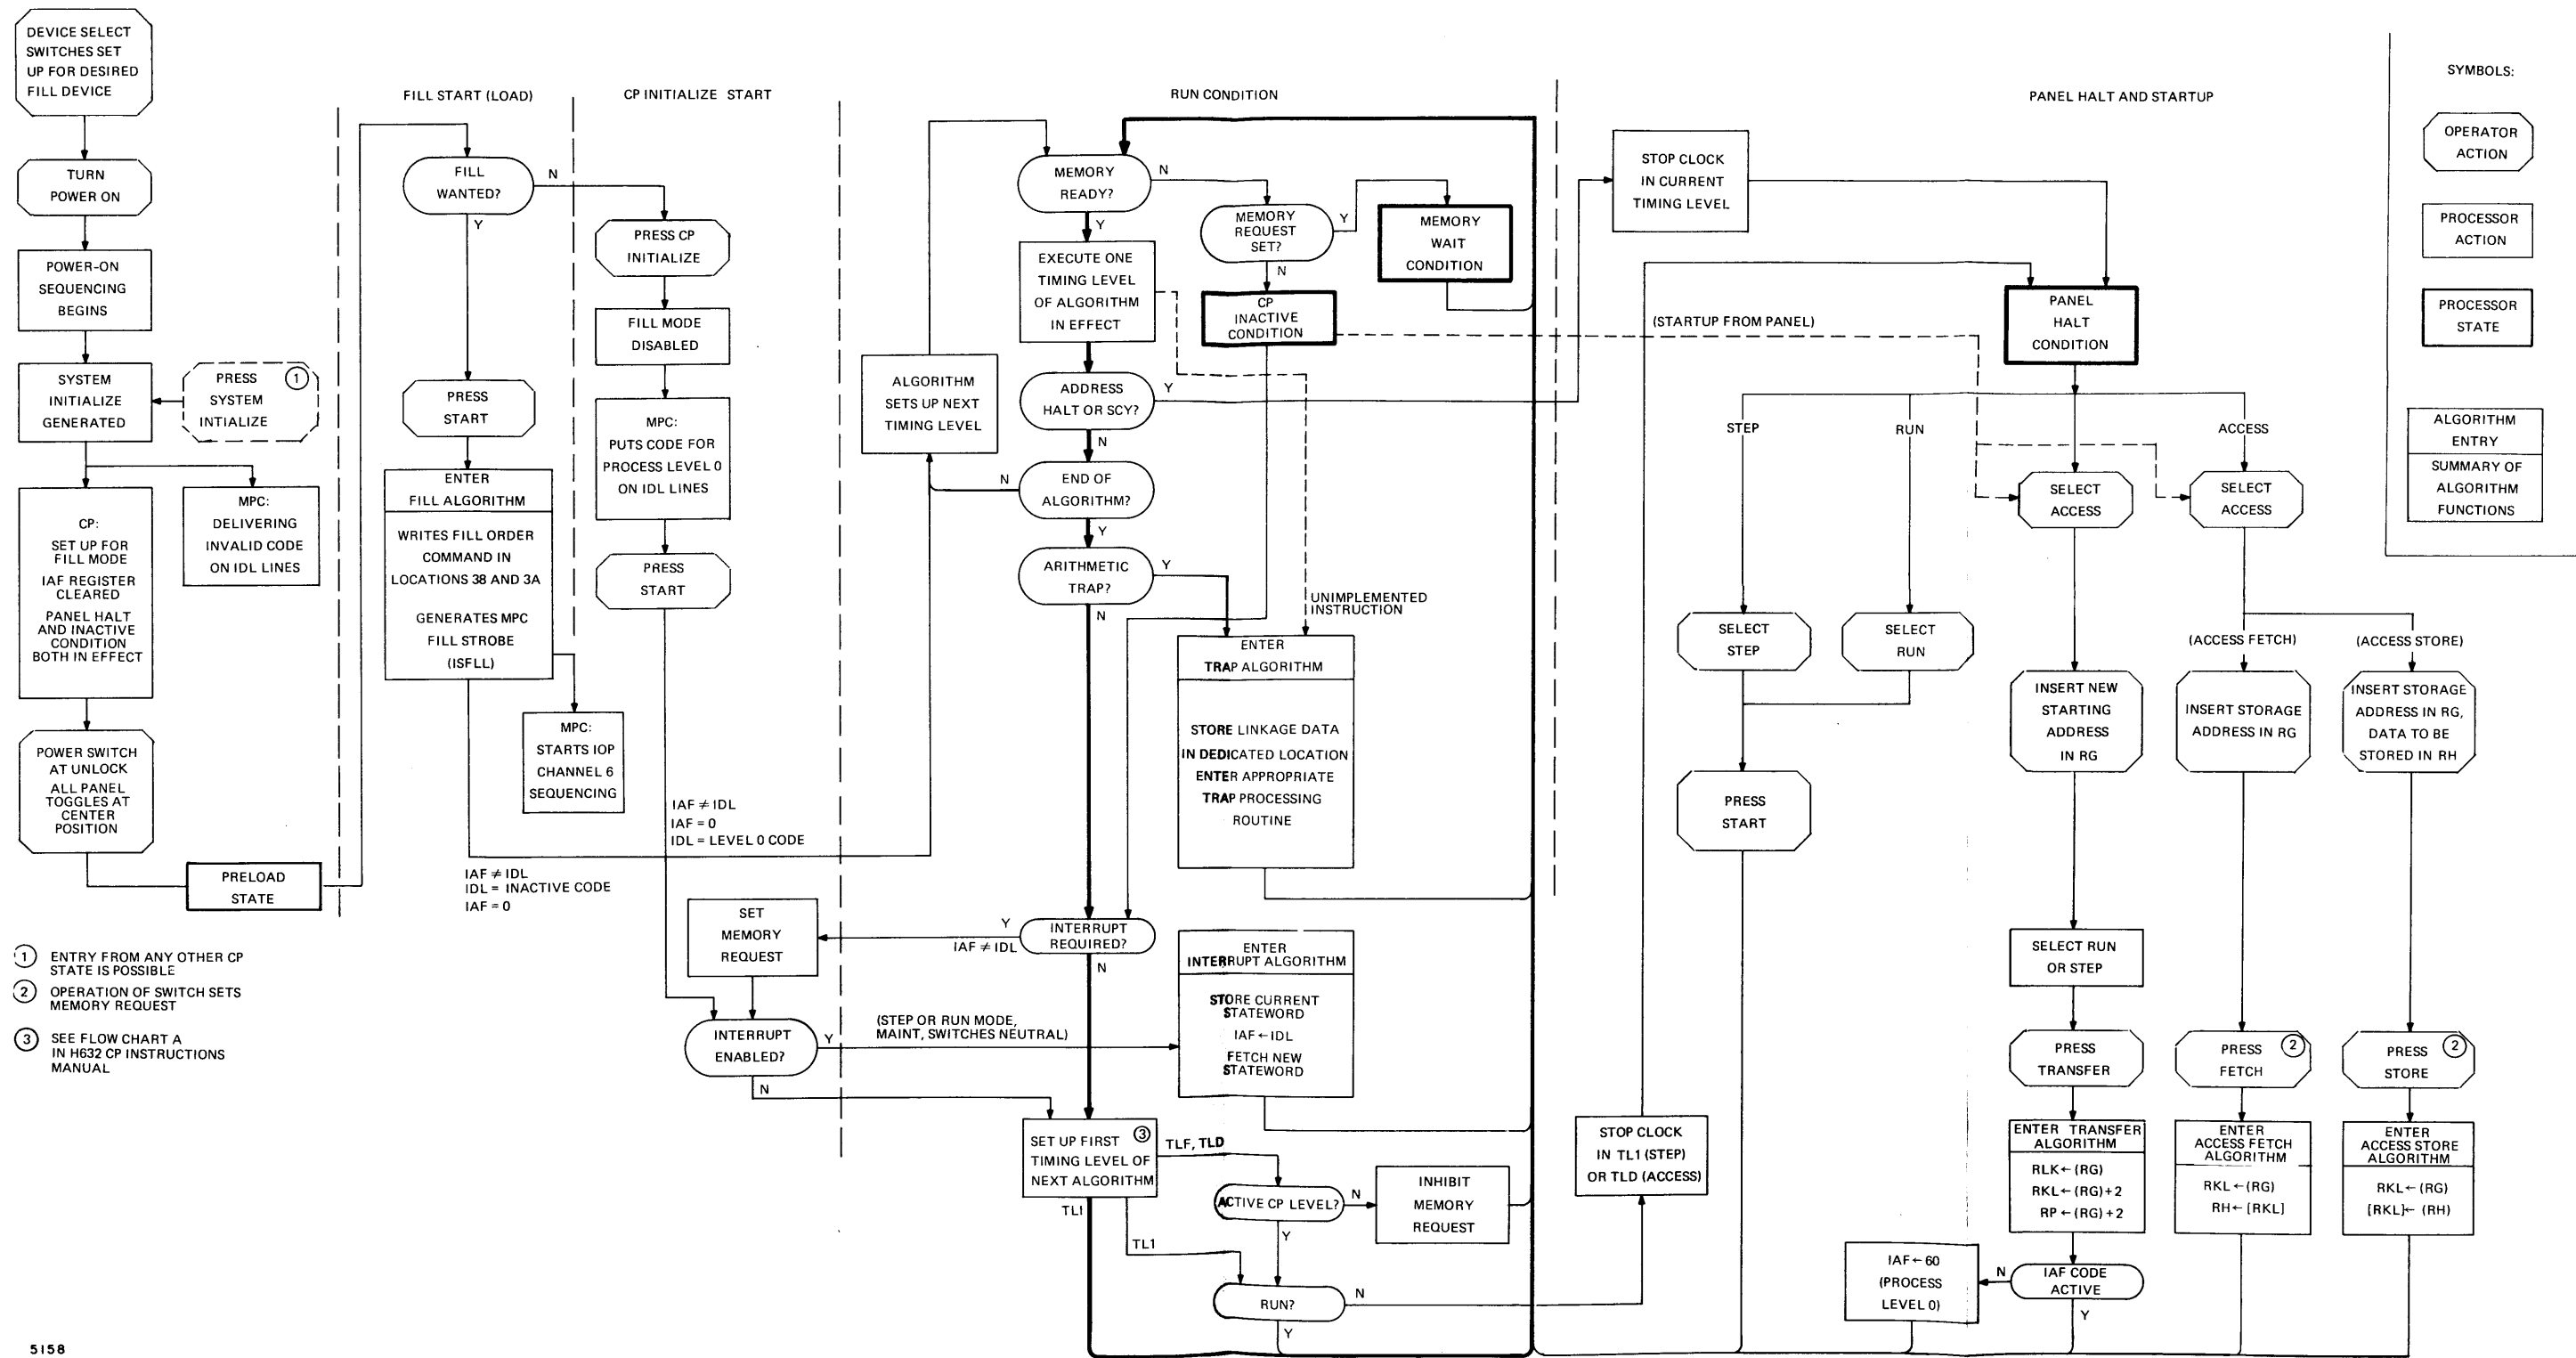 DEVICE SELECT
SWITCHES SET
UP FOR DESIRED
FILL DEVICE
TURN
POWER ON
POWER-ON
SEQUENCING
BEGINS
SYSTEM
INITIALIZE
GENERATED
PRESS
1
SYSTEM
INTIALIZE
CP:
SET UP FOR
FILL MODE
IAF REGISTER
CLEARED
PANEL HALT
AND INACTIVE
CONDITION
BOTH IN EFFECT
MPC:
DELIVERING
INVALID CODE
ON IDL LINES
POWER SWITCH
AT UNLOCK
ALL PANEL
TOGGLES AT
CENTER
POSITION
PRELOAD
STATE
1 ENTRY FROM ANY OTHER CP
STATE IS POSSIBLE
2 OPERATION OF SWITCH SETS
MEMORY REQUEST
3 SEE FLOW CHART A
IN H632 CP INSTRUCTIONS
MANUAL
5158
FILL START (LOAD)
FILL
WANTED?
N
Y
PRESS
START
ENTER
FILL ALGORITHM
WRITES FILL ORDER
COMMAND IN
LOCATIONS 38 AND 3A
GENERATES MPC
FILL STROBE
(ISFLL)
MPC:
STARTS IOP
CHANNEL 6
SEQUENCING
IAF ≠ IDL
IDL = INACTIVE CODE
IAF = 0
CP INITIALIZE START
PRESS CP
INITIALIZE
FILL MODE
DISABLED
MPC:
PUTS CODE FOR
PROCESS LEVEL 0
ON IDL LINES
PRESS
START
IAF ≠ IDL
IAF = 0
IDL = LEVEL 0 CODE
SET
MEMORY
REQUEST
INTERRUPT
ENABLED?
Y
N
(STEP OR RUN MODE,
MAINT, SWITCHES NEUTRAL)
RUN CONDITION
MEMORY
READY?
N
Y
MEMORY
REQUEST
SET?
Y
N
MEMORY
WAIT
CONDITION
EXECUTE ONE
TIMING LEVEL
OF ALGORITHM
IN EFFECT
CP
INACTIVE
CONDITION
(STARTUP FROM PANEL)
ALGORITHM
SETS UP NEXT
TIMING LEVEL
ADDRESS
HALT OR SCY?
Y
N
END OF
ALGORITHM?
N
Y
ARITHMETIC
TRAP?
Y
N
UNIMPLEMENTED
INSTRUCTION
ENTER
TRAP ALGORITHM
STORE LINKAGE DATA
IN DEDICATED LOCATION
ENTER APPROPRIATE
TRAP PROCESSING
ROUTINE
INTERRUPT
REQUIRED?
Y
IAF ≠ IDL
N
ENTER
INTERRUPT ALGORITHM
STORE CURRENT
STATEWORD
IAF ← IDL
FETCH NEW
STATEWORD
SET UP FIRST
3
TIMING LEVEL OF
NEXT ALGORITHM
TLF, TLD
TLI
TL1
ACTIVE CP LEVEL?
N
Y
INHIBIT
MEMORY
REQUEST
RUN?
N
Y
PANEL HALT AND STARTUP
STOP CLOCK
IN CURRENT
TIMING LEVEL
PANEL
HALT
CONDITION
STEP
RUN
ACCESS
SELECT
ACCESS
SELECT
ACCESS
SELECT
STEP
SELECT
RUN
PRESS
START
STOP CLOCK
IN TL1 (STEP)
OR TLD (ACCESS)
INSERT NEW
STARTING
ADDRESS
IN RG
(ACCESS FETCH)
(ACCESS STORE)
INSERT STORAGE
ADDRESS IN RG
INSERT STORAGE
ADDRESS IN RG,
DATA TO BE
STORED IN RH
SELECT RUN
OR STEP
PRESS
TRANSFER
PRESS
2
FETCH
PRESS
2
STORE
ENTER TRANSFER
ALGORITHM
RLK ← (RG)
RKL ← (RG) + 2
RP ← (RG) + 2
ENTER
ACCESS FETCH
ALGORITHM
RKL ← (RG)
RH ← [RKL]
ENTER
ACCESS STORE
ALGORITHM
RKL ← (RG)
[RKL] ← (RH)
IAF CODE
ACTIVE
N
Y
IAF ← 60
(PROCESS
LEVEL 0)
SYMBOLS:
OPERATOR
ACTION
PROCESSOR
ACTION
PROCESSOR
STATE
ALGORITHM
ENTRY
SUMMARY OF
ALGORITHM
FUNCTIONS